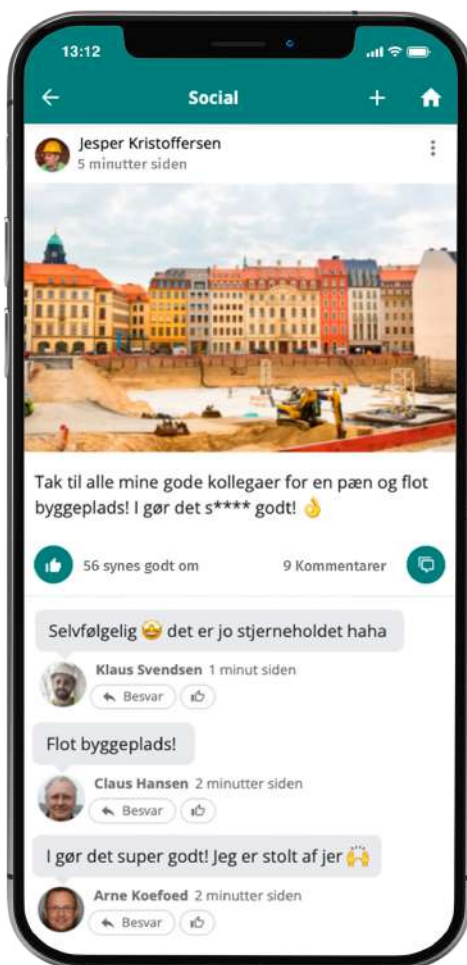 13:12
Social
Jesper Kristoffersen
5 minutter siden
Tak til alle mine gode kollegaer for en pæn og flot
byggeplads! I gør det s**** godt! 👌
56 synes godt om 9 Kommentarer
Selvfølgelig 🤩 det er jo stjerneholdet haha
Klaus Svendsen 1 minut siden
Besvar
Flot byggeplads!
Claus Hansen 2 minutter siden
Besvar
I gør det super godt! Jeg er stolt af jer 🙌
Arne Koefoed 2 minutter siden
Besvar